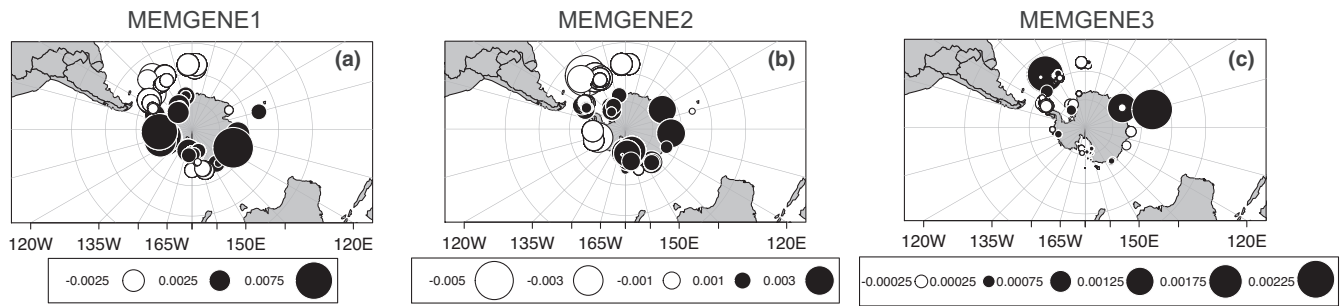 MEMGENE1 MEMGENE2 MEMGENE3
(a) (b) (c)
120W 135W 165W 150E 120E 120W 135W 165W 150E 120E 120W 135W 165W 150E 120E
-0.0025 0.0025 0.0075 -0.005 -0.003 -0.001 0.001 0.003 -0.00025 0.00025 0.00075 0.00125 0.00175 0.00225